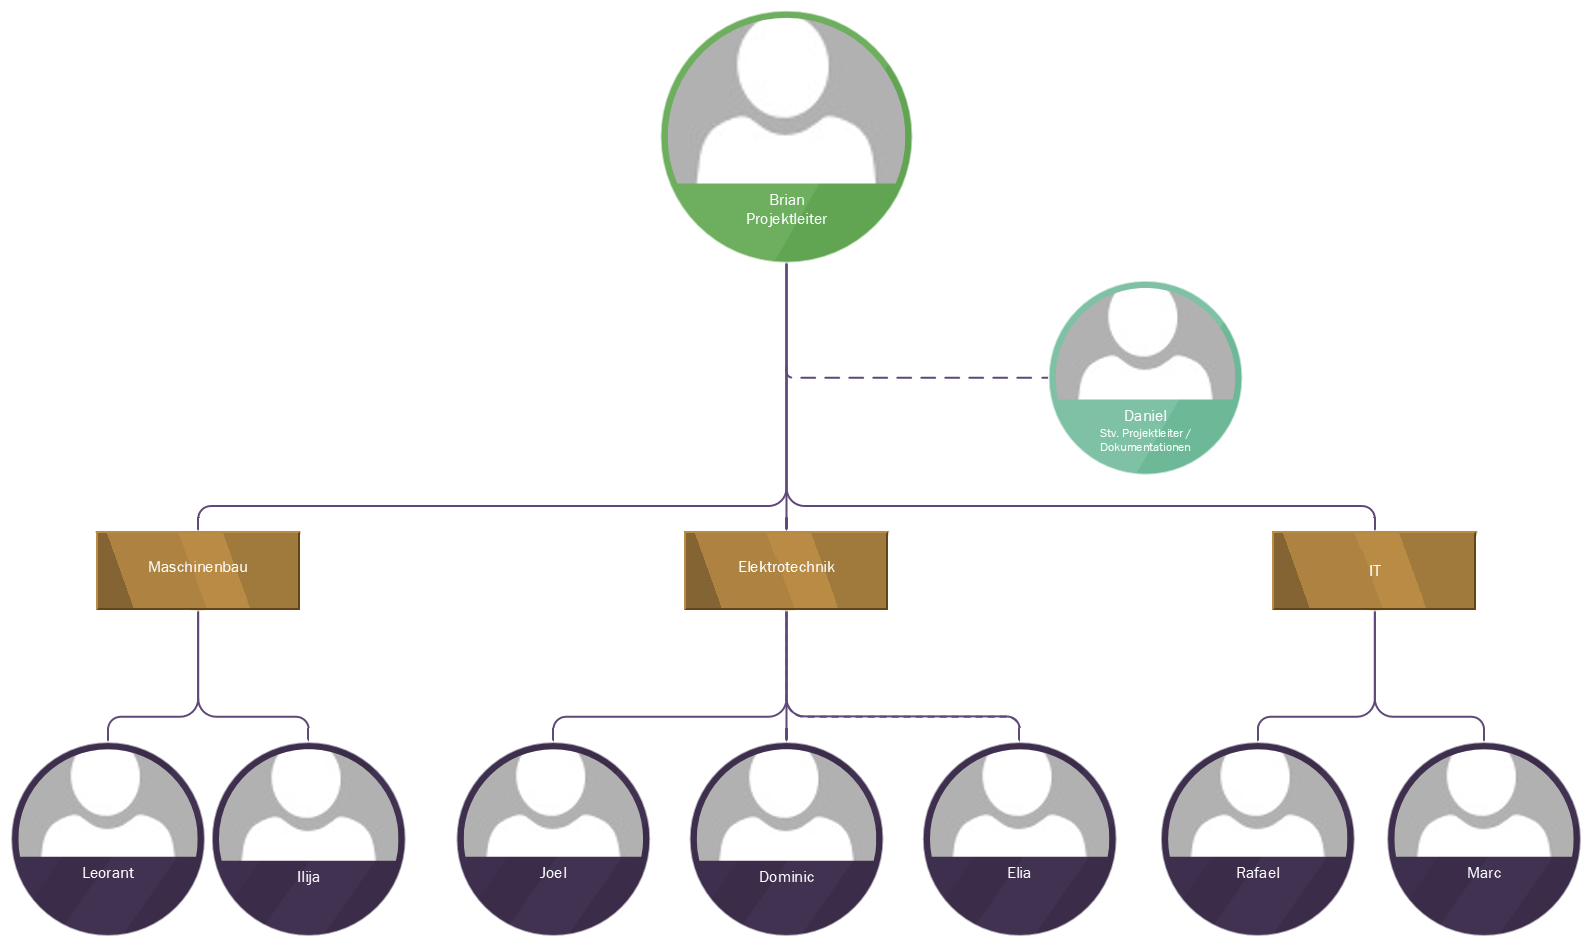 Brian
Projektleiter
Daniel
Stv. Projektleiter /
Dokumentationen
Maschinenbau
Elektrotechnik
IT
Leorant
Ilija
Joel
Dominic
Elia
Rafael
Marc